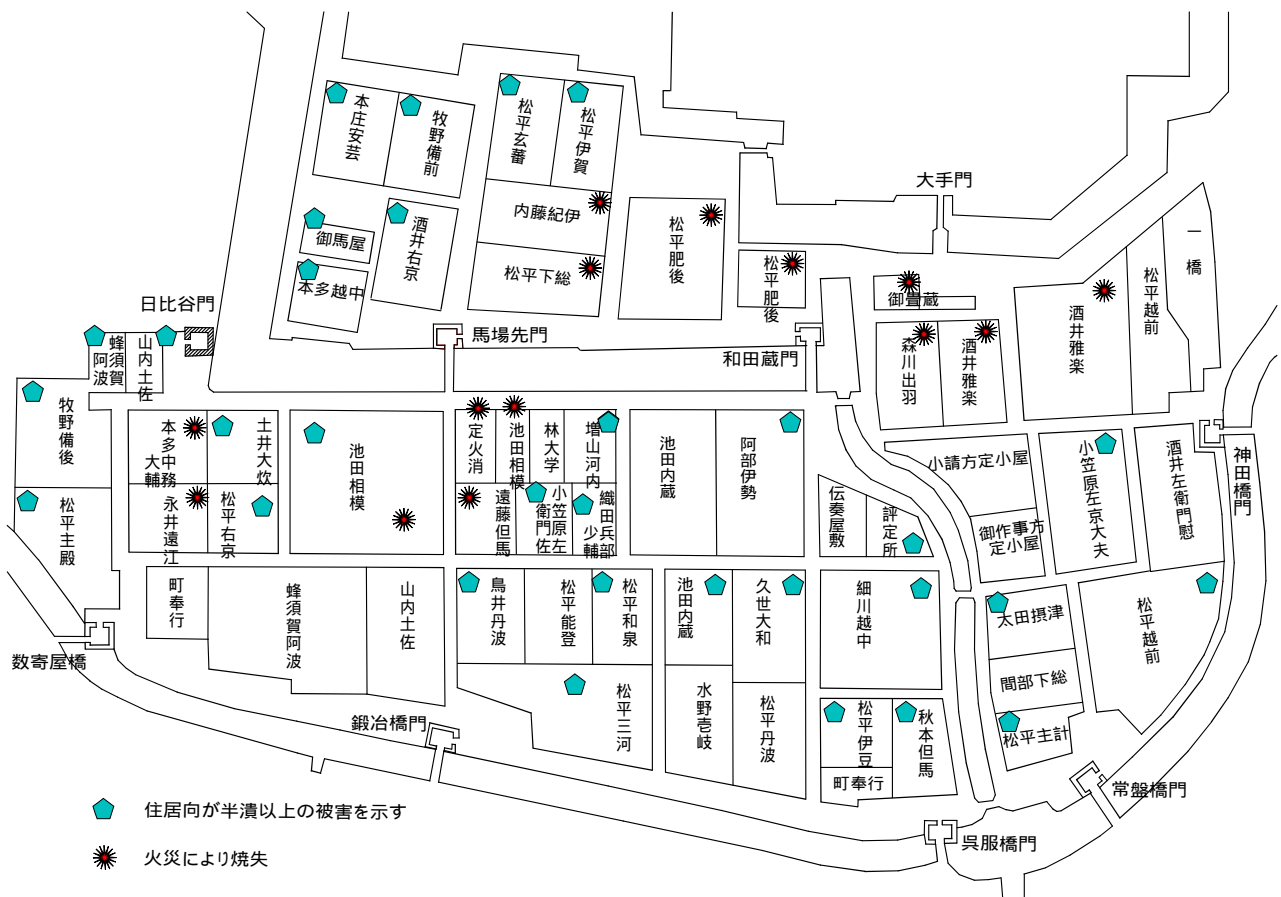 本庄安芸
牧野備前
松平玄蕃
松平伊賀
内藤紀伊
松平下総
御馬屋
酒井右京
本多越中
松平肥後
松平肥後
大手門
御畳蔵
森川出羽
酒井雅楽
酒井雅楽
松平越前
一橋
日比谷門
馬場先門
和田蔵門
神田橋門
蜂須賀
阿波
山内土佐
牧野備後
松平主殿
本多中務
大輔
土井大炊
永井遠江
松平右京
池田相模
定火消
池田相模
林大学
増山河内
遠藤但馬
小笠原左
衛門佐
織田兵部
少輔
池田内蔵
阿部伊勢
伝奏屋敷
評定所
小請方定小屋
御作事方
定小屋
小笠原左京大夫
酒井左衛門慰
町奉行
蜂須賀阿波
山内土佐
鳥井丹波
松平能登
松平和泉
池田内蔵
久世大和
細川越中
太田摂津
間部下総
松平主計
松平越前
松平三河
水野壱岐
松平丹波
松平伊豆
町奉行
秋本但馬
数寄屋橋
鍛冶橋門
呉服橋門
常盤橋門
住居向が半潰以上の被害を示す
火災により焼失